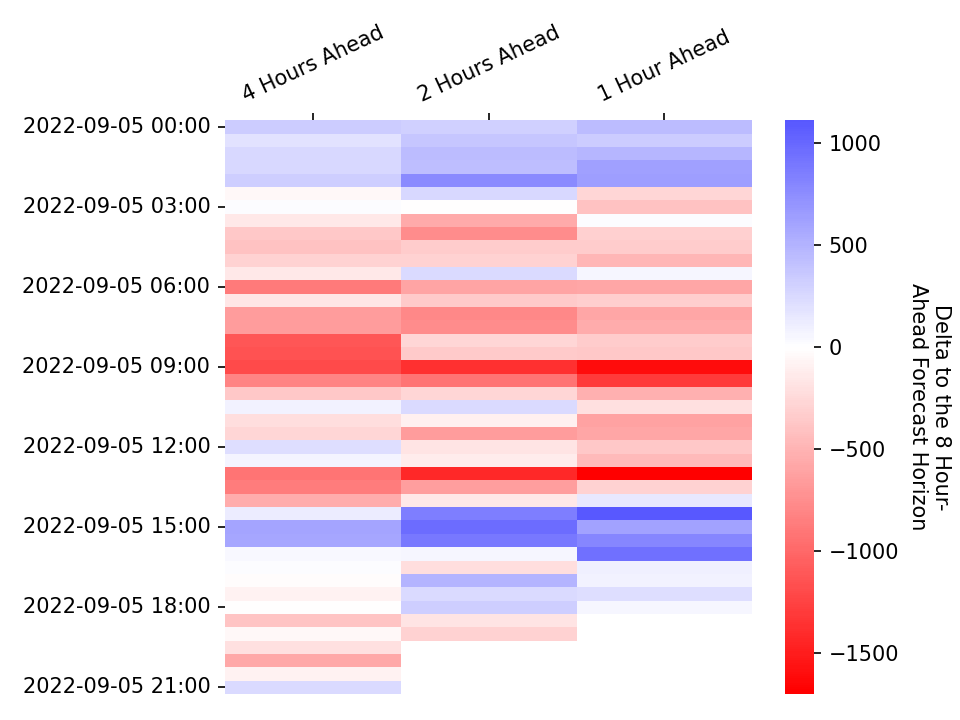 4 Hours Ahead
2 Hours Ahead
1 Hour Ahead
2022-09-05 00:00
2022-09-05 03:00
2022-09-05 06:00
2022-09-05 09:00
2022-09-05 12:00
2022-09-05 15:00
2022-09-05 18:00
2022-09-05 21:00
1000
500
0
−500
−1000
−1500
Delta to the 8 Hour-
Ahead Forecast Horizon